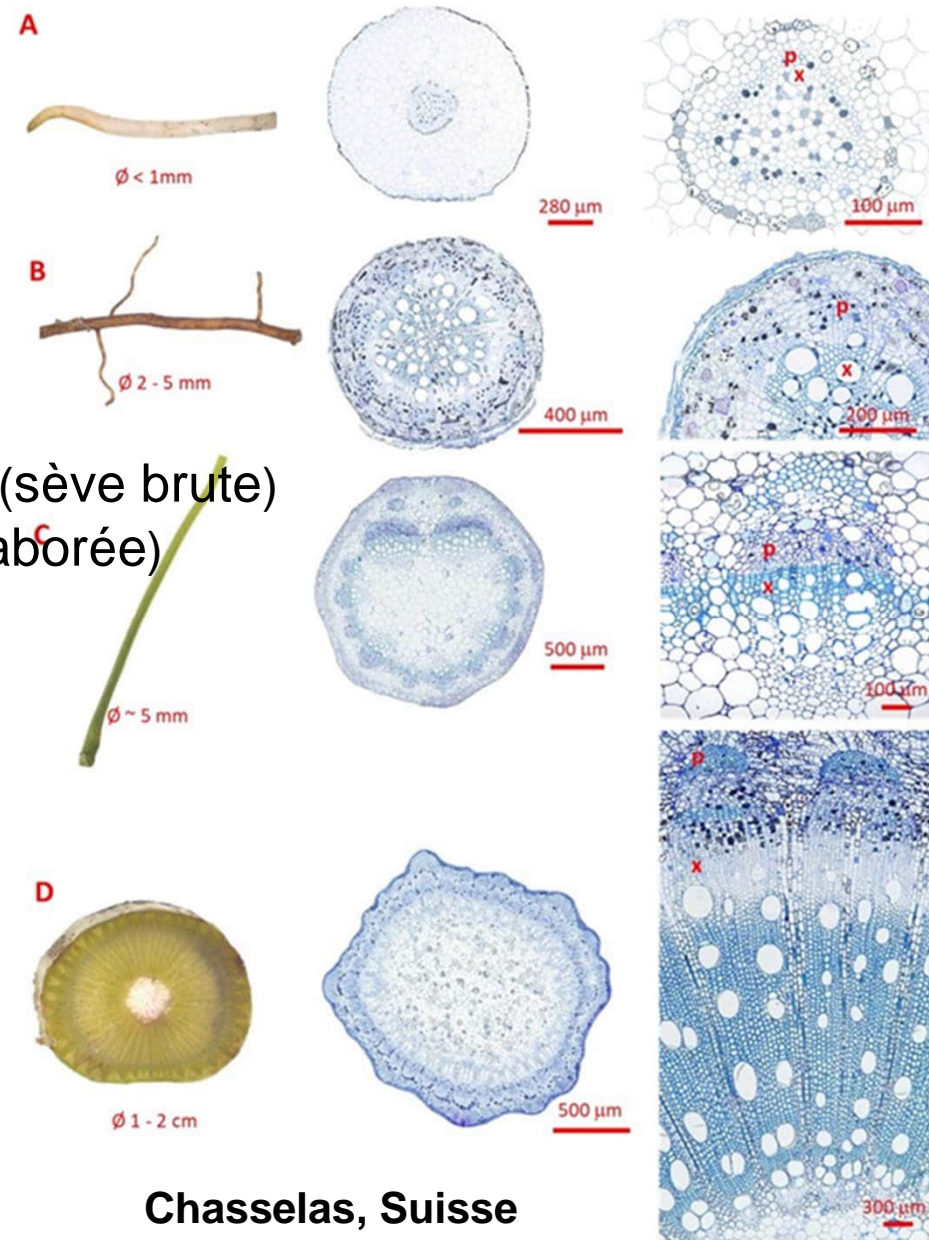 A
p
x
Ø < 1mm
280 µm
100 µm
B
p
x
Ø 2 - 5 mm
400 µm
200 µm
(sève brute)
C
aborée)
p
x
500 µm
100 µm
Ø ~ 5 mm
p
x
D
Ø 1 - 2 cm
500 µm
300 µm
Chasselas, Suisse